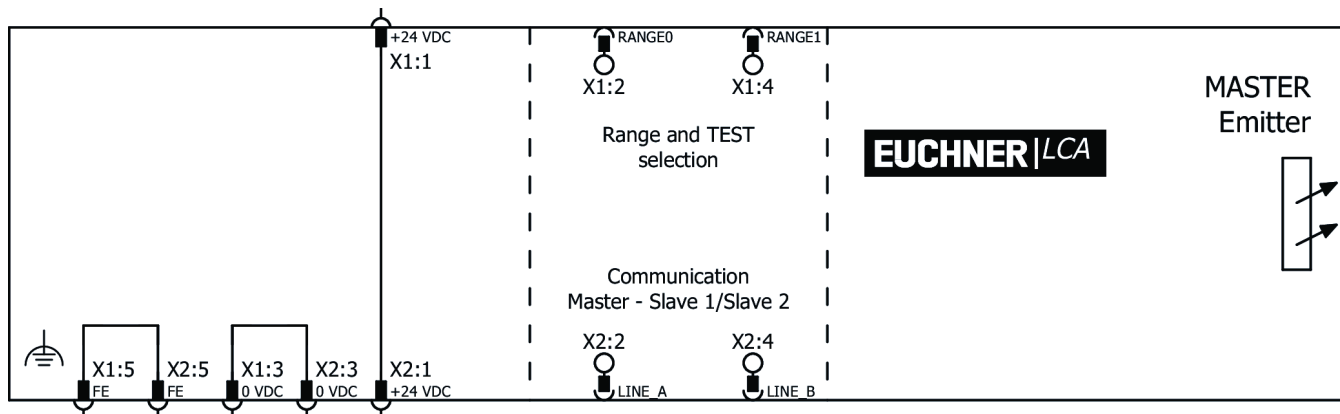 +24 VDC
X1:1
RANGE0
X1:2
RANGE1
X1:4
Range and TEST
selection
EUCHNER|LCA
MASTER
Emitter
Communication
Master - Slave 1/Slave 2
X1:5
FE
X2:5
FE
X1:3
0 VDC
X2:3
0 VDC
X2:1
+24 VDC
X2:2
LINE_A
X2:4
LINE_B